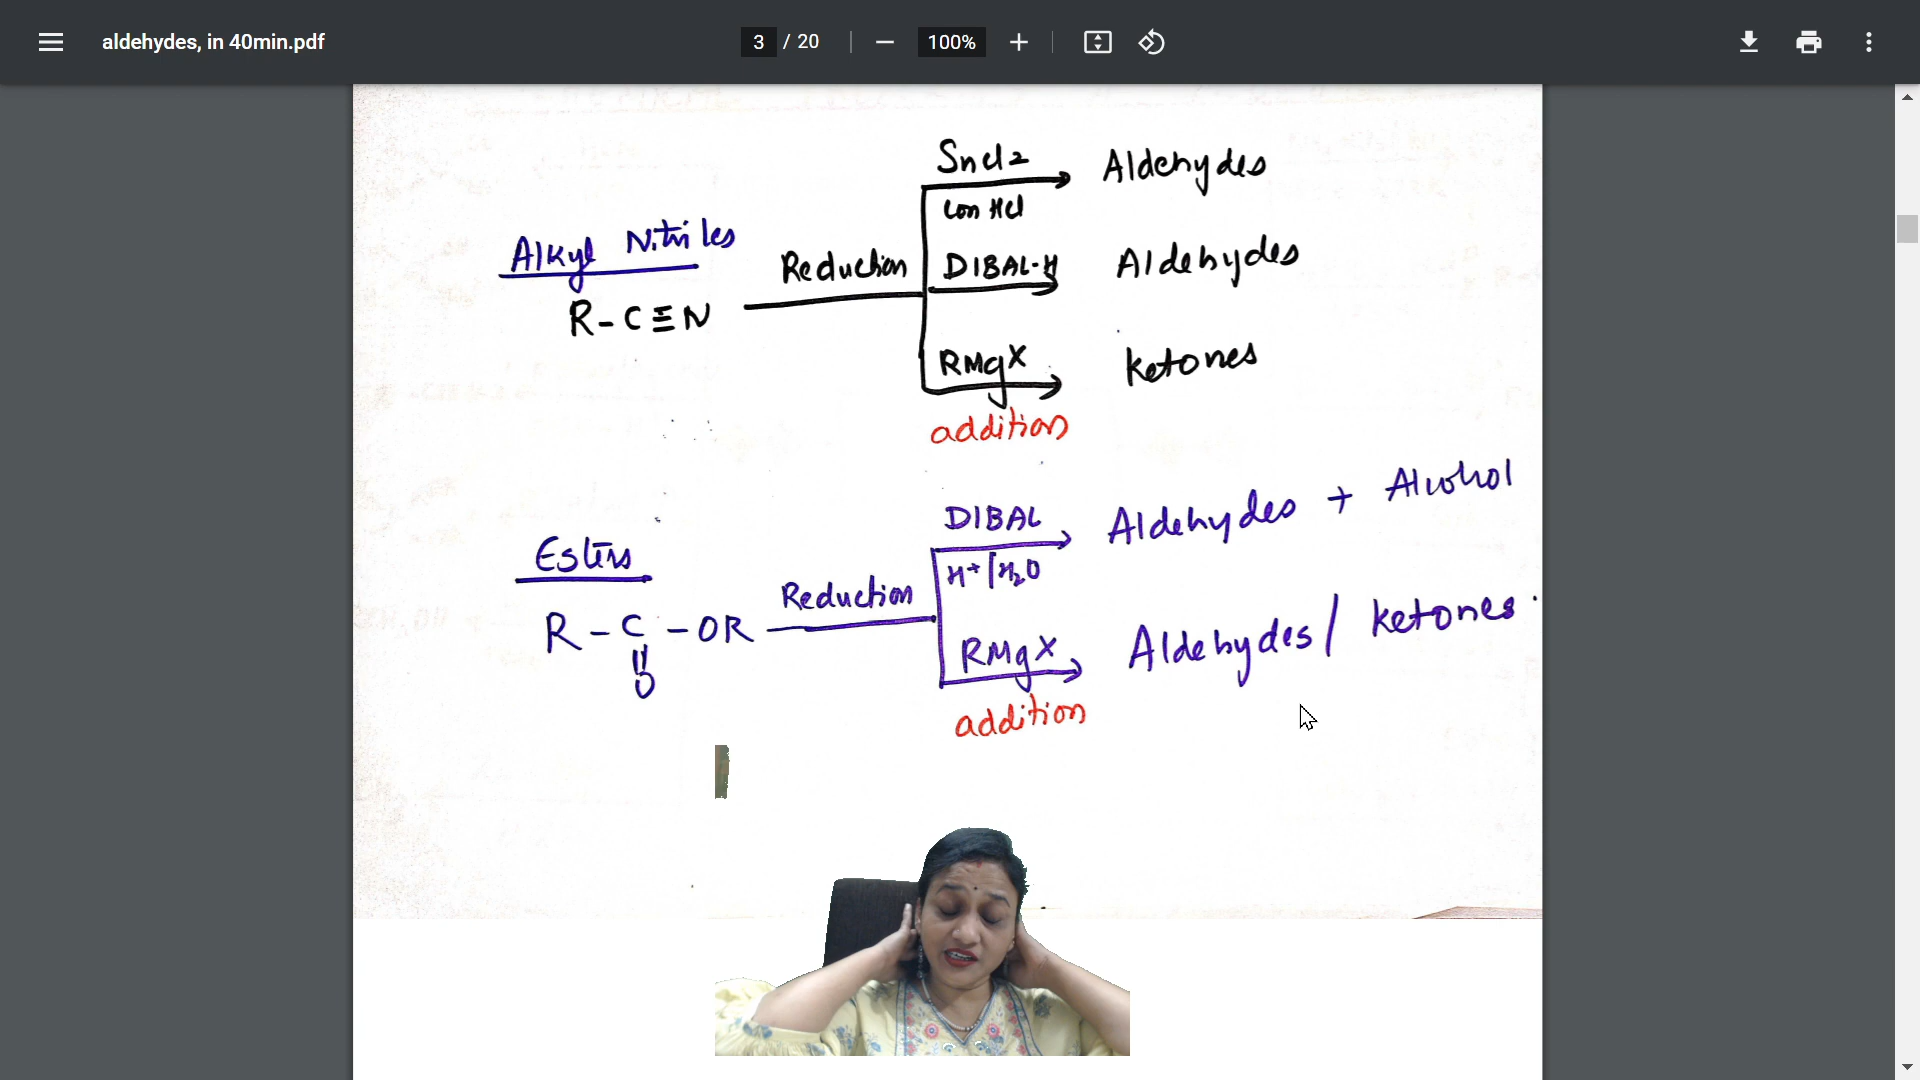 aldehydes, in 40min.pdf
3 / 20
100%
Sncl2
Aldehydes
Con Hcl
Alkyl Nitriles
Reduction
DIBAL-H
Aldehydes
R-C≡N
RMgX
ketones
addition
DIBAL
Aldehydes + Alcohol
Esters
H+/H2O
Reduction
R-C-OR
O
RMgX
Aldehydes/ketones.
addition